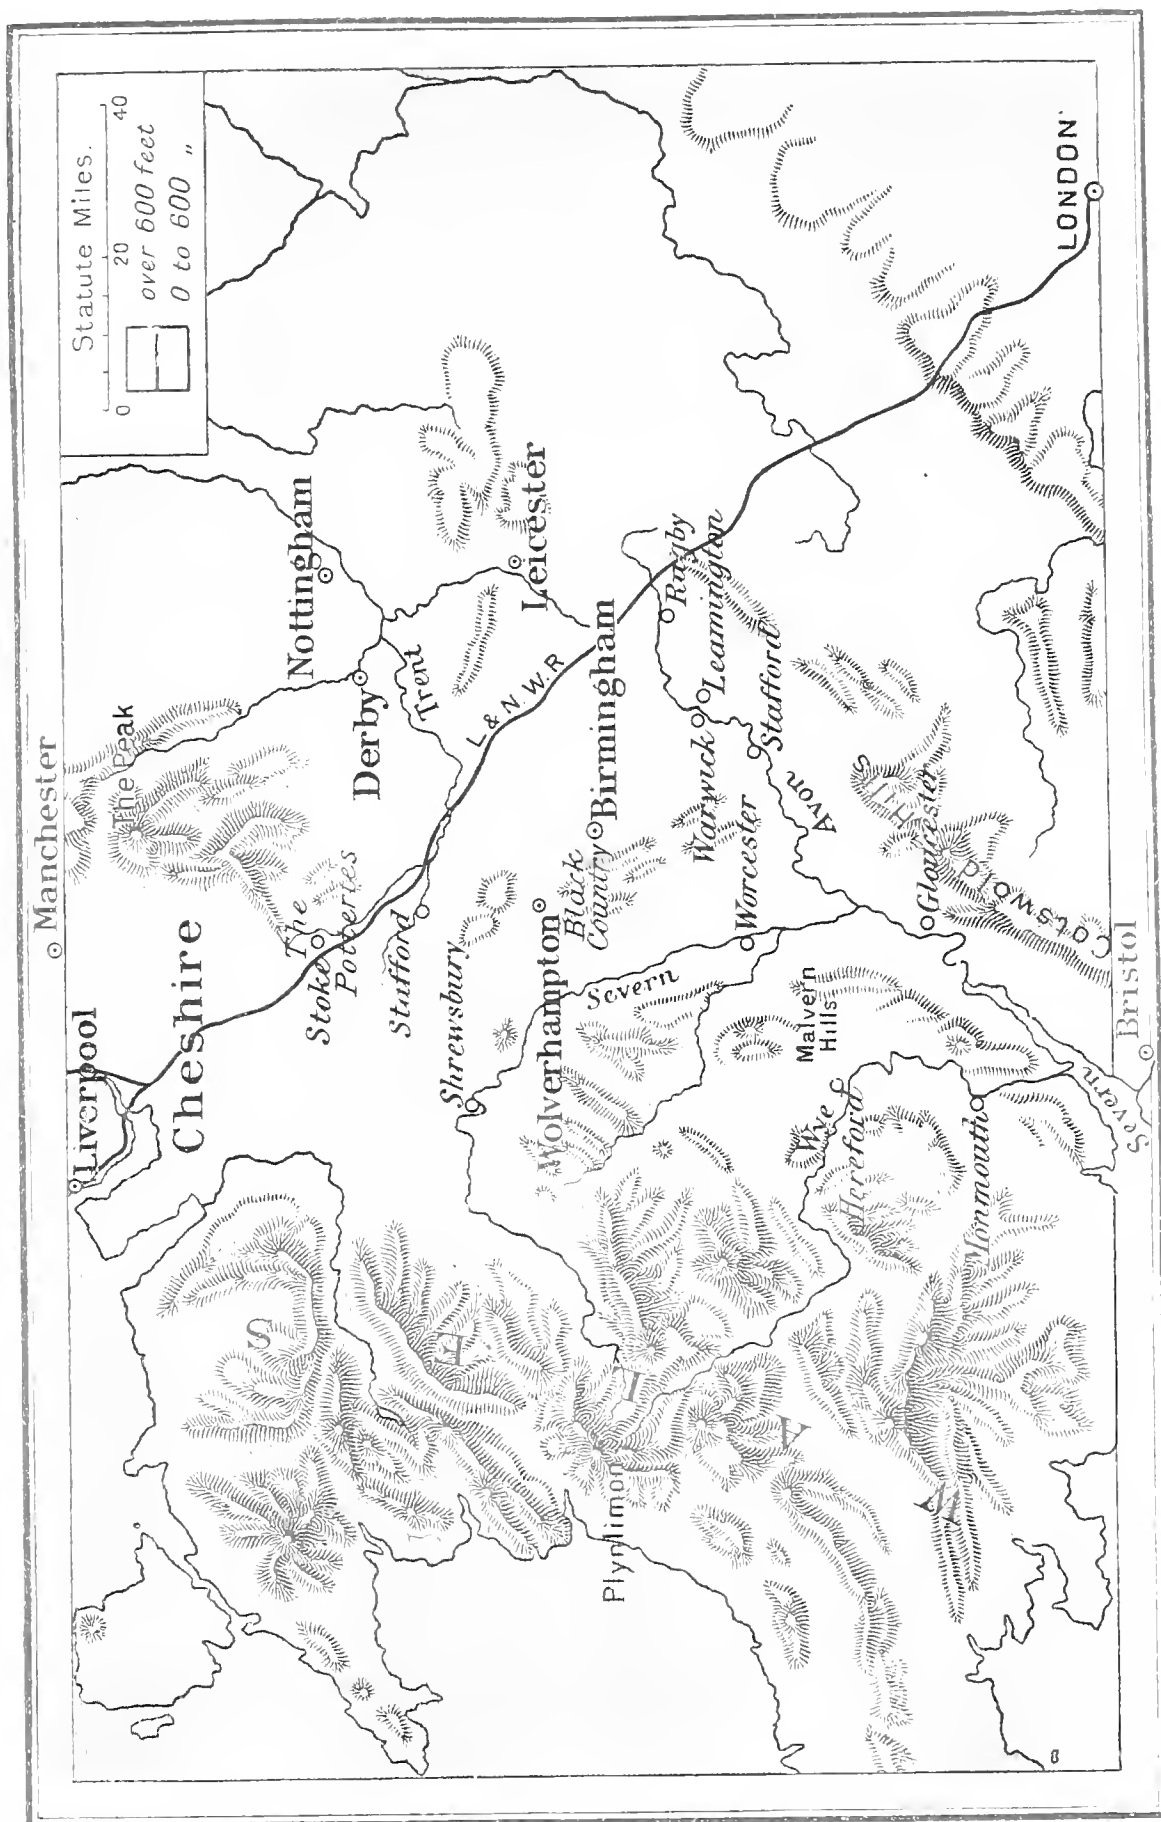 Manchester
Liverpool
Cheshire
The Peak
Statute Miles.
0 20 40
over 600 feet
0 to 600 „
Nottingham
Derby
Trent
The
Potteries
Stoke
Stafford
Shrewsbury
L & N. W. R
Leicester
Wolverhampton
Black
Country
Birmingham
Rugby
Leamington
Warwick
Stafford
Avon
Worcester
Severn
Malvern
Hills
Wye
Hereford
Gloucester
Cotswold
Hills
Monmouth
Severn
Bristol
LONDON
Plynlimon
W A L E S